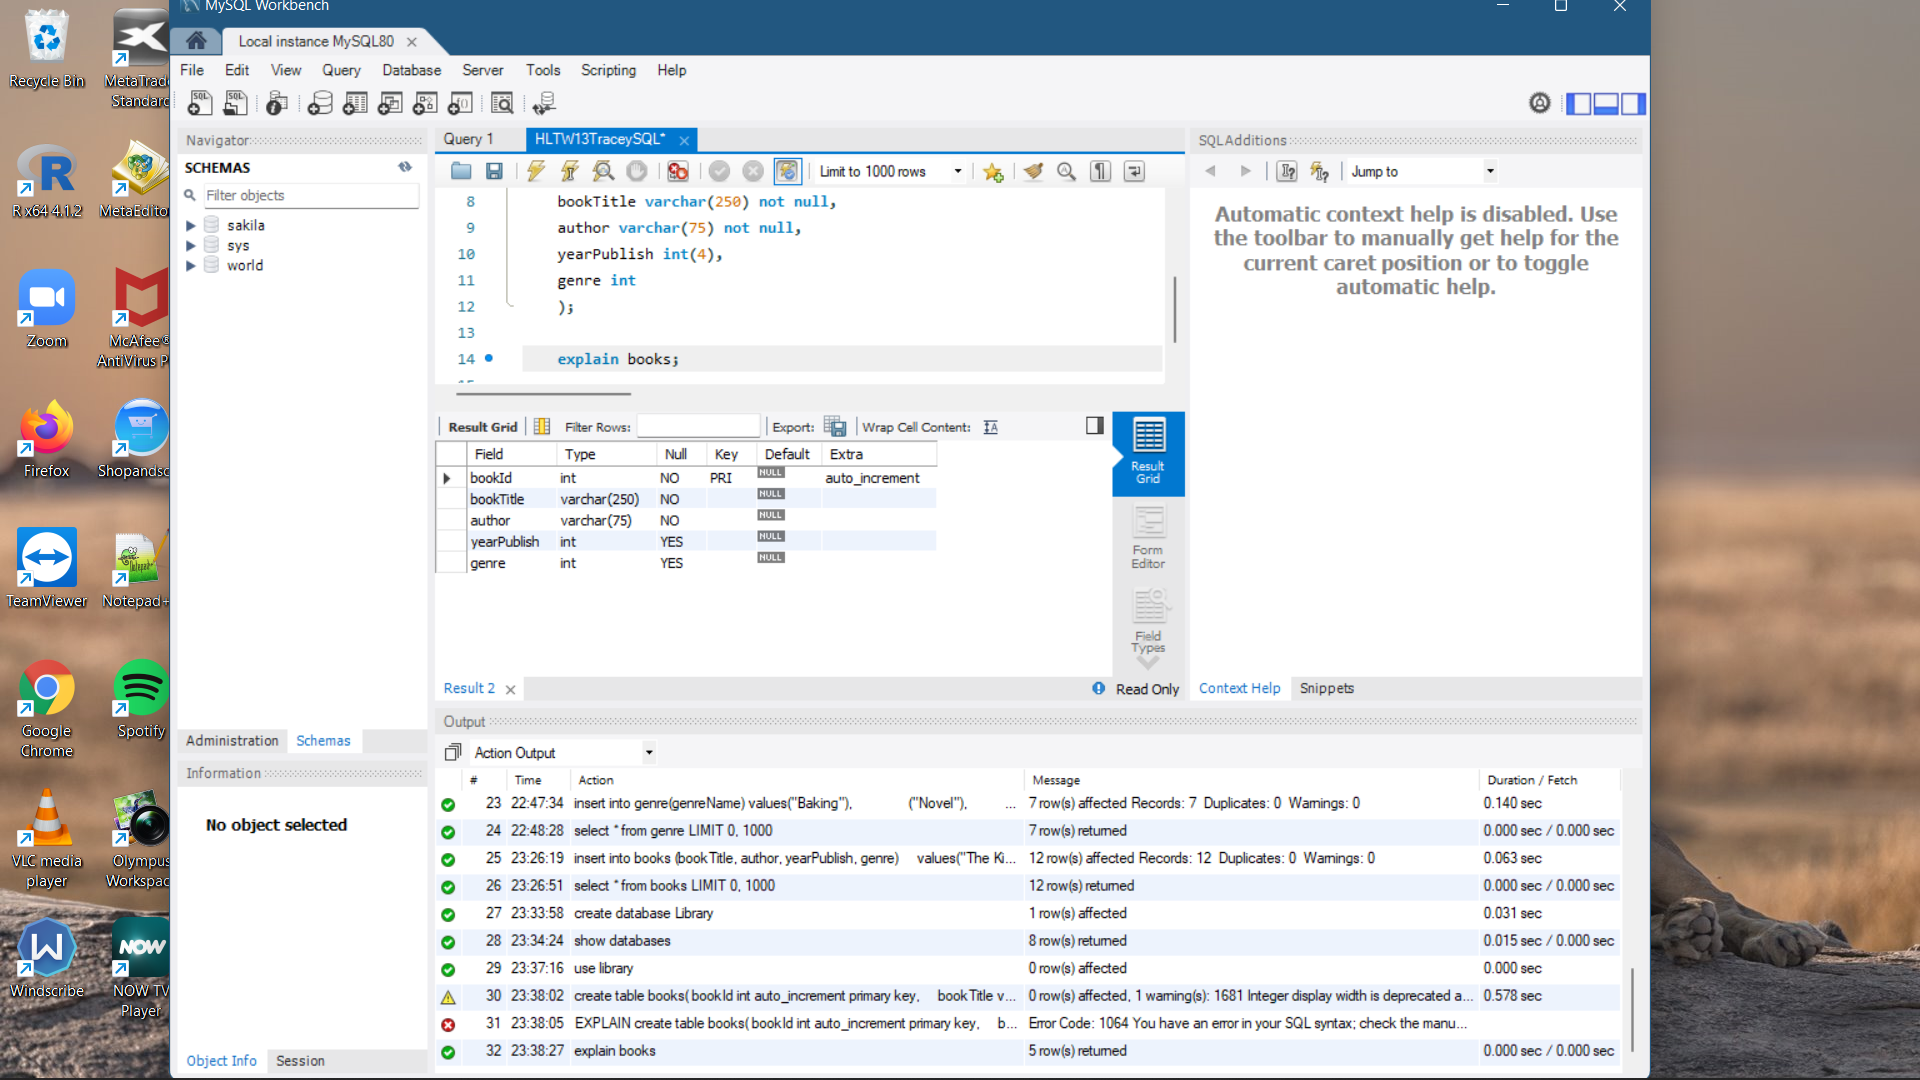 MySQL Workbench
Local instance MySQL80
File Edit View Query Database Server Tools Scripting Help
Recycle Bin
MetaTrad
Standard
R x64 4.1.2
MetaEditor
Zoom
McAfee®
AntiVirus P
Firefox
Shopandsc
TeamViewer
Notepad+
Google
Chrome
Spotify
VLC media
player
Olympus
Workspac
Windscribe
NOW
NOW TV
Player
Navigator
SCHEMAS
Filter objects
sakila
sys
world
Administration Schemas
Information
No object selected
Object Info Session
Query 1 HLTW13TraceySQL*
Limit to 1000 rows
8 bookTitle varchar(250) not null,
9 author varchar(75) not null,
10 yearPublish int(4),
11 genre int
12 );
13
14 explain books;
Result Grid Filter Rows: Export: Wrap Cell Content:
Field Type Null Key Default Extra
bookId int NO PRI NULL auto_increment
bookTitle varchar(250) NO NULL
author varchar(75) NO NULL
yearPublish int YES NULL
genre int YES NULL
Result
Grid
Form
Editor
Field
Types
Result 2
Read Only
SQLAdditions
Jump to
Automatic context help is disabled. Use
the toolbar to manually get help for the
current caret position or to toggle
automatic help.
Context Help Snippets
Output
Action Output
# Time Action Message Duration / Fetch
23 22:47:34 insert into genre(genreName) values("Baking"), ("Novel"), ... 7 row(s) affected Records: 7 Duplicates: 0 Warnings: 0 0.140 sec
24 22:48:28 select * from genre LIMIT 0, 1000 7 row(s) returned 0.000 sec / 0.000 sec
25 23:26:19 insert into books (bookTitle, author, yearPublish, genre) values("The Ki... 12 row(s) affected Records: 12 Duplicates: 0 Warnings: 0 0.063 sec
26 23:26:51 select * from books LIMIT 0, 1000 12 row(s) returned 0.000 sec / 0.000 sec
27 23:33:58 create database Library 1 row(s) affected 0.031 sec
28 23:34:24 show databases 8 row(s) returned 0.015 sec / 0.000 sec
29 23:37:16 use library 0 row(s) affected 0.000 sec
30 23:38:02 create table books( bookId int auto_increment primary key, bookTitle v... 0 row(s) affected, 1 warning(s): 1681 Integer display width is deprecated a... 0.578 sec
31 23:38:05 EXPLAIN create table books( bookId int auto_increment primary key, b... Error Code: 1064 You have an error in your SQL syntax; check the manu...
32 23:38:27 explain books 5 row(s) returned 0.000 sec / 0.000 sec